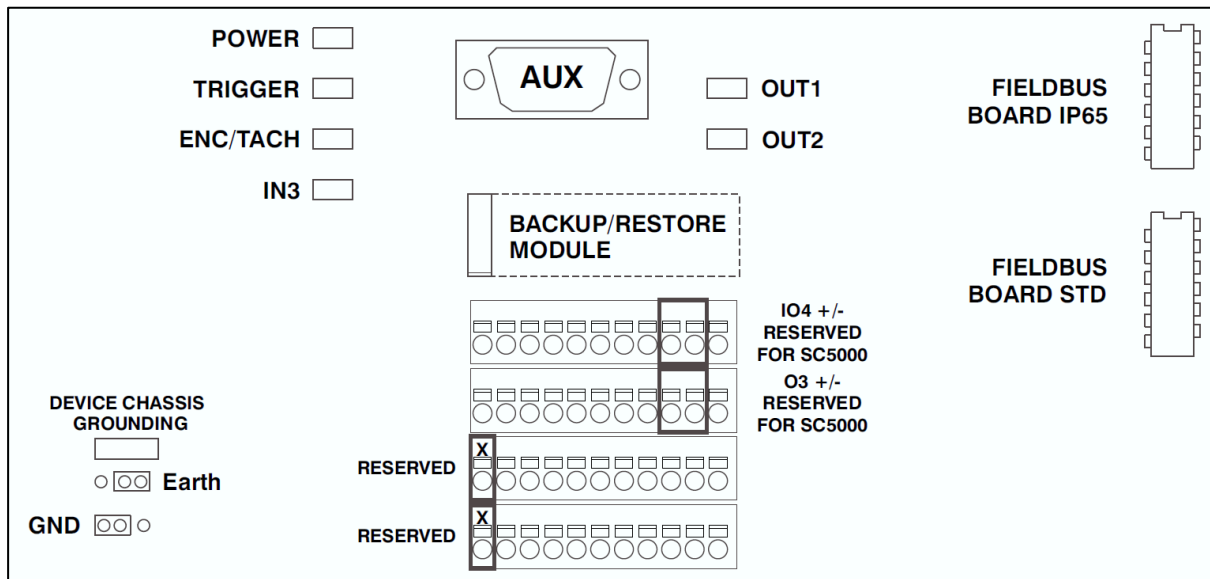 POWER
TRIGGER
ENC/TACH
IN3
AUX
OUT1
OUT2
FIELDBUS
BOARD IP65
BACKUP/RESTORE
MODULE
FIELDBUS
BOARD STD
IO4 +/-
RESERVED
FOR SC5000
O3 +/-
RESERVED
FOR SC5000
DEVICE CHASSIS
GROUNDING
Earth
GND
RESERVED
X
RESERVED
X